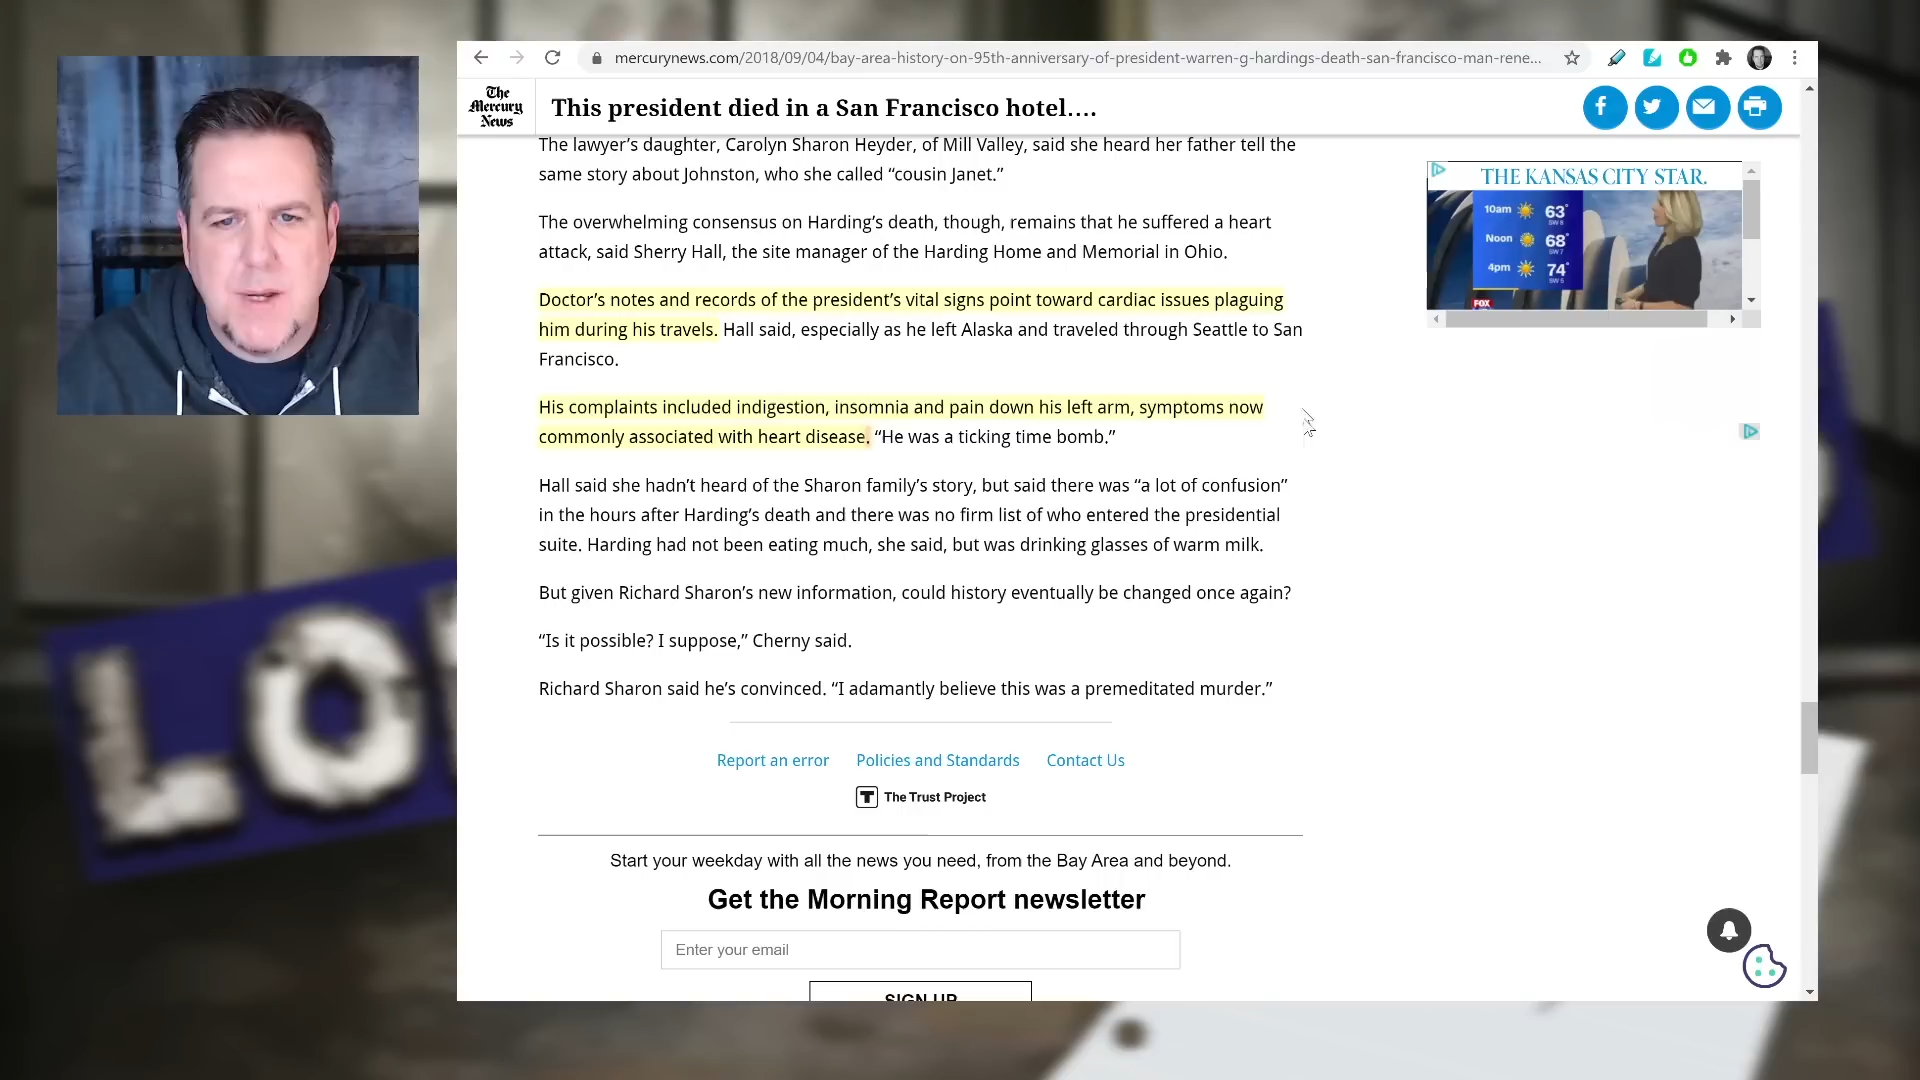 mercurynews.com/2018/09/04/bay-area-history-on-95th-anniversary-of-president-warren-g-hardings-death-san-francisco-man-rene...
The
Mercury
News
This president died in a San Francisco hotel….
The lawyer’s daughter, Carolyn Sharon Heyder, of Mill Valley, said she heard her father tell the
same story about Johnston, who she called “cousin Janet.”
The overwhelming consensus on Harding’s death, though, remains that he suffered a heart
attack, said Sherry Hall, the site manager of the Harding Home and Memorial in Ohio.
Doctor’s notes and records of the president’s vital signs point toward cardiac issues plaguing
him during his travels. Hall said, especially as he left Alaska and traveled through Seattle to San
Francisco.
His complaints included indigestion, insomnia and pain down his left arm, symptoms now
commonly associated with heart disease. “He was a ticking time bomb.”
Hall said she hadn’t heard of the Sharon family’s story, but said there was “a lot of confusion”
in the hours after Harding’s death and there was no firm list of who entered the presidential
suite. Harding had not been eating much, she said, but was drinking glasses of warm milk.
But given Richard Sharon’s new information, could history eventually be changed once again?
“Is it possible? I suppose,” Cherny said.
Richard Sharon said he’s convinced. “I adamantly believe this was a premeditated murder.”
Report an error Policies and Standards Contact Us
T The Trust Project
Start your weekday with all the news you need, from the Bay Area and beyond.
Get the Morning Report newsletter
Enter your email
SIGN UP
THE KANSAS CITY STAR.
10am 63° SW 8
Noon 68° SW 7
4pm 74° SW 5
FOX
LO